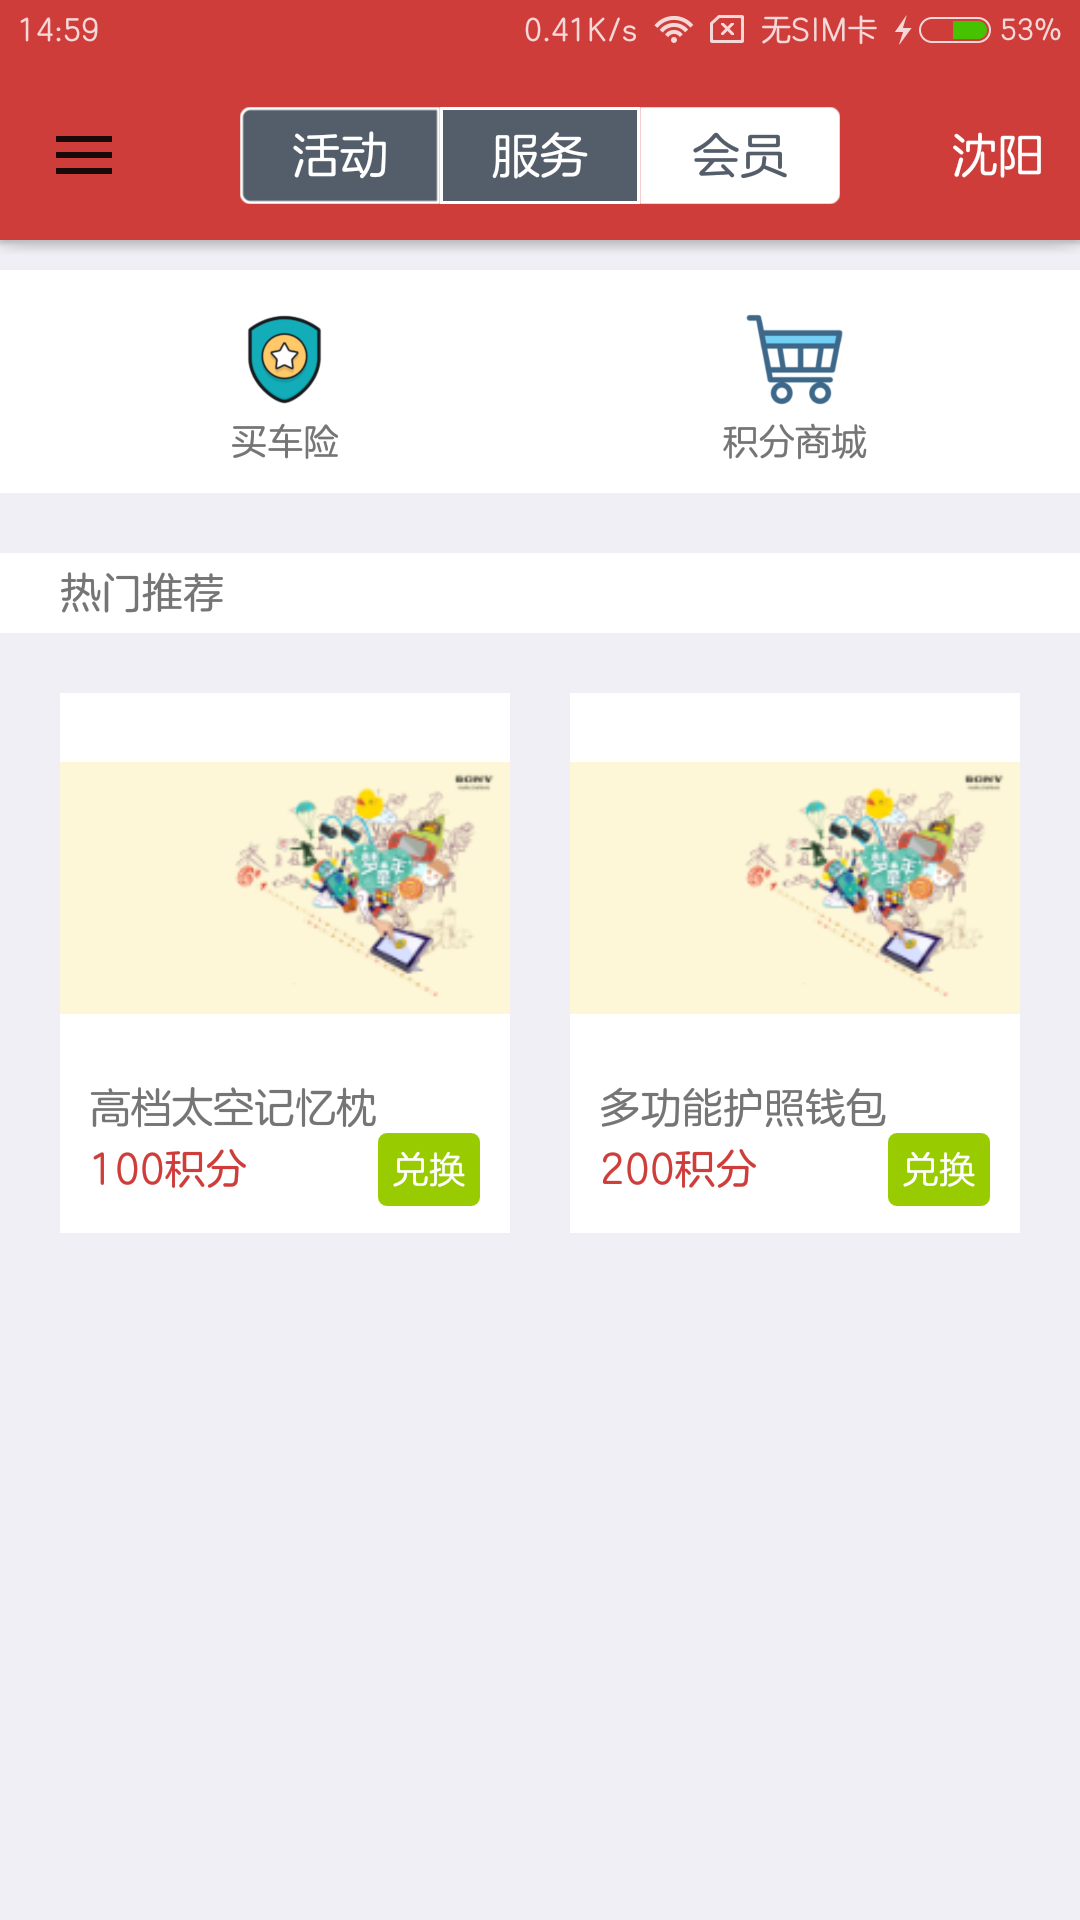 14:59 0.41K/s 无SIM卡 53%
活动 服务 会员 沈阳
买车险 积分商城
热门推荐
高档太空记忆枕 多功能护照钱包
100积分 兑换 200积分 兑换